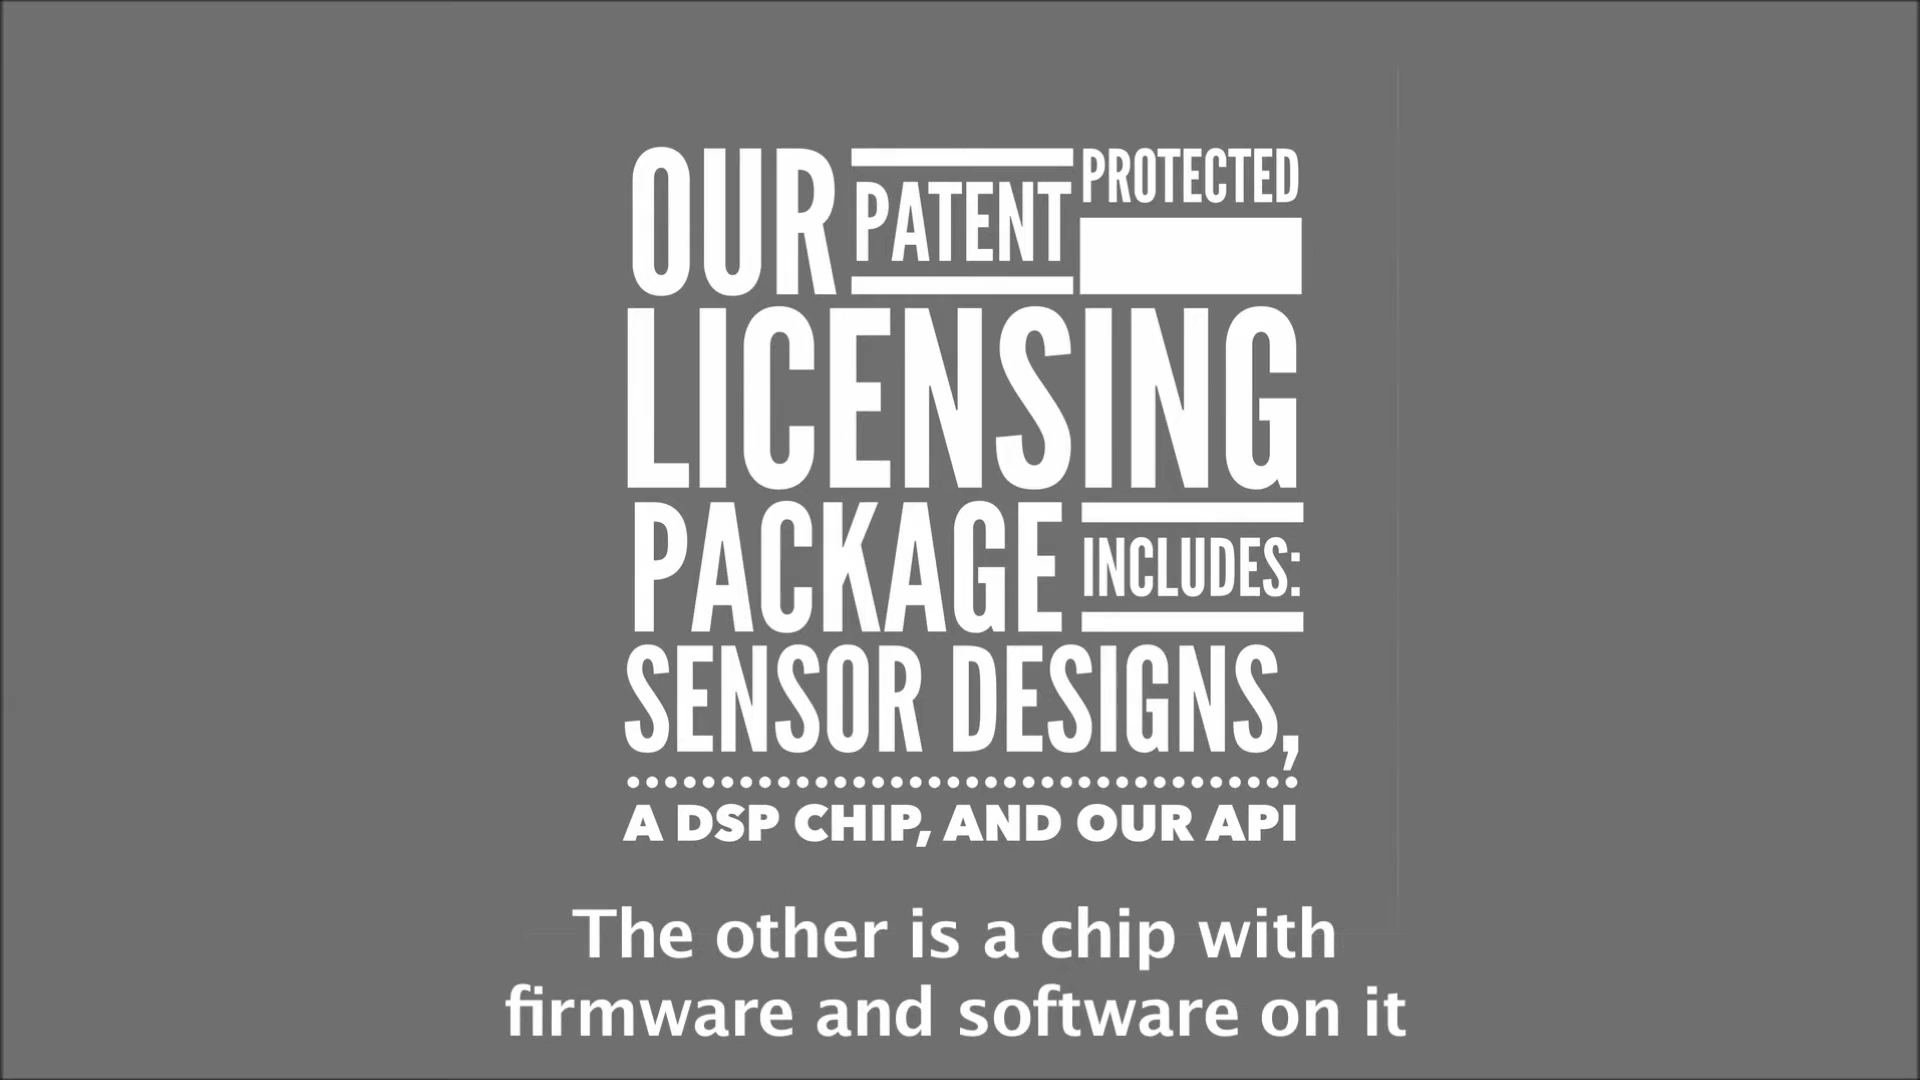 OUR PATENT PROTECTED
LICENSING
PACKAGE INCLUDES:
SENSOR DESIGNS,
A DSP CHIP, AND OUR API
The other is a chip with
firmware and software on it